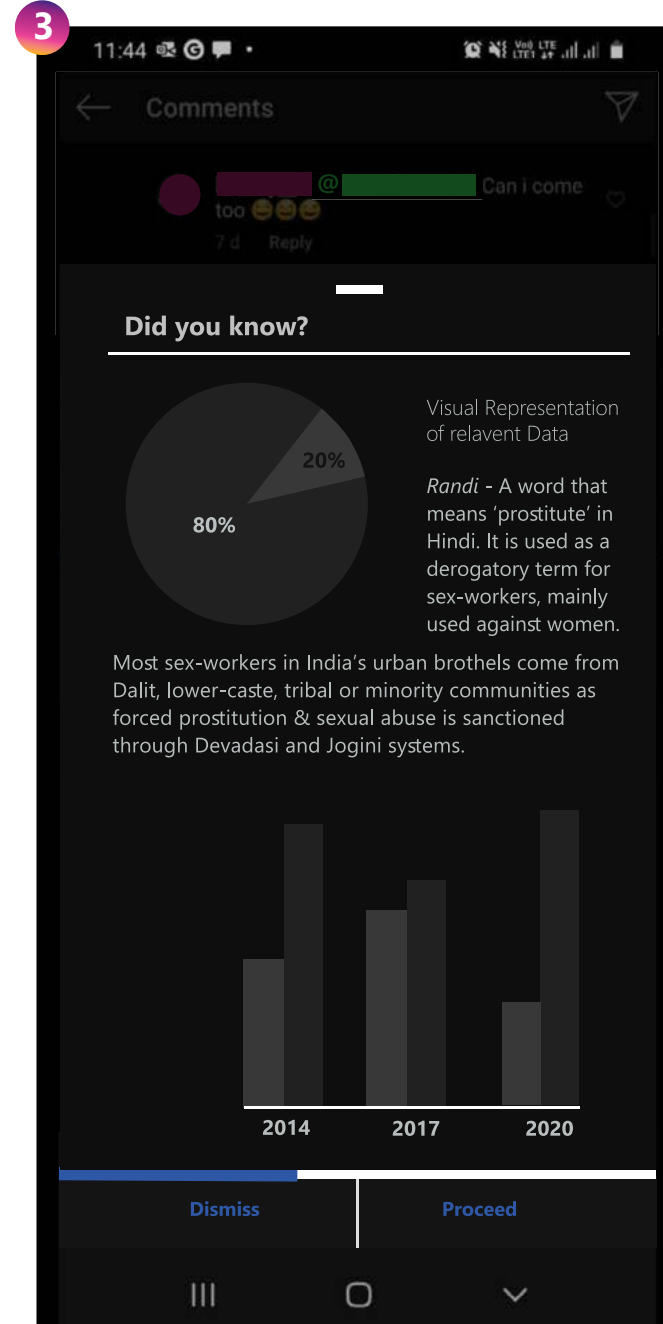 3
11:44
Comments
@ Can i come
too 😅😅😅
7 d Reply
Did you know?
20%
80%
Visual Representation
of relavent Data
Randi - A word that
means ‘prostitute’ in
Hindi. It is used as a
derogatory term for
sex-workers, mainly
used against women.
Most sex-workers in India’s urban brothels come from
Dalit, lower-caste, tribal or minority communities as
forced prostitution & sexual abuse is sanctioned
through Devadasi and Jogini systems.
2014 2017 2020
Dismiss Proceed